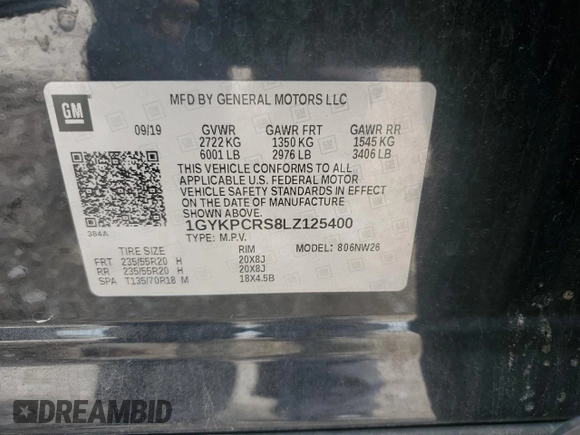 GM
MFD BY GENERAL MOTORS LLC
09/19 GVWR GAWR FRT GAWR RR
2722 KG 1350 KG 1545 KG
6001 LB 2976 LB 3406 LB
THIS VEHICLE CONFORMS TO ALL
APPLICABLE U.S. FEDERAL MOTOR
VEHICLE SAFETY STANDARDS IN EFFECT
ON THE DATE OF MANUFACTURE
SHOWN ABOVE.
384A
1GYKPCRS8LZ125400
TYPE: M.P.V. MODEL: 806NW26
TIRE SIZE RIM
FRT 235/55R20 H 20X8J
RR 235/55R20 H 20X8J
SPA T135/70R18 M 18X4.5B
DREAMBID